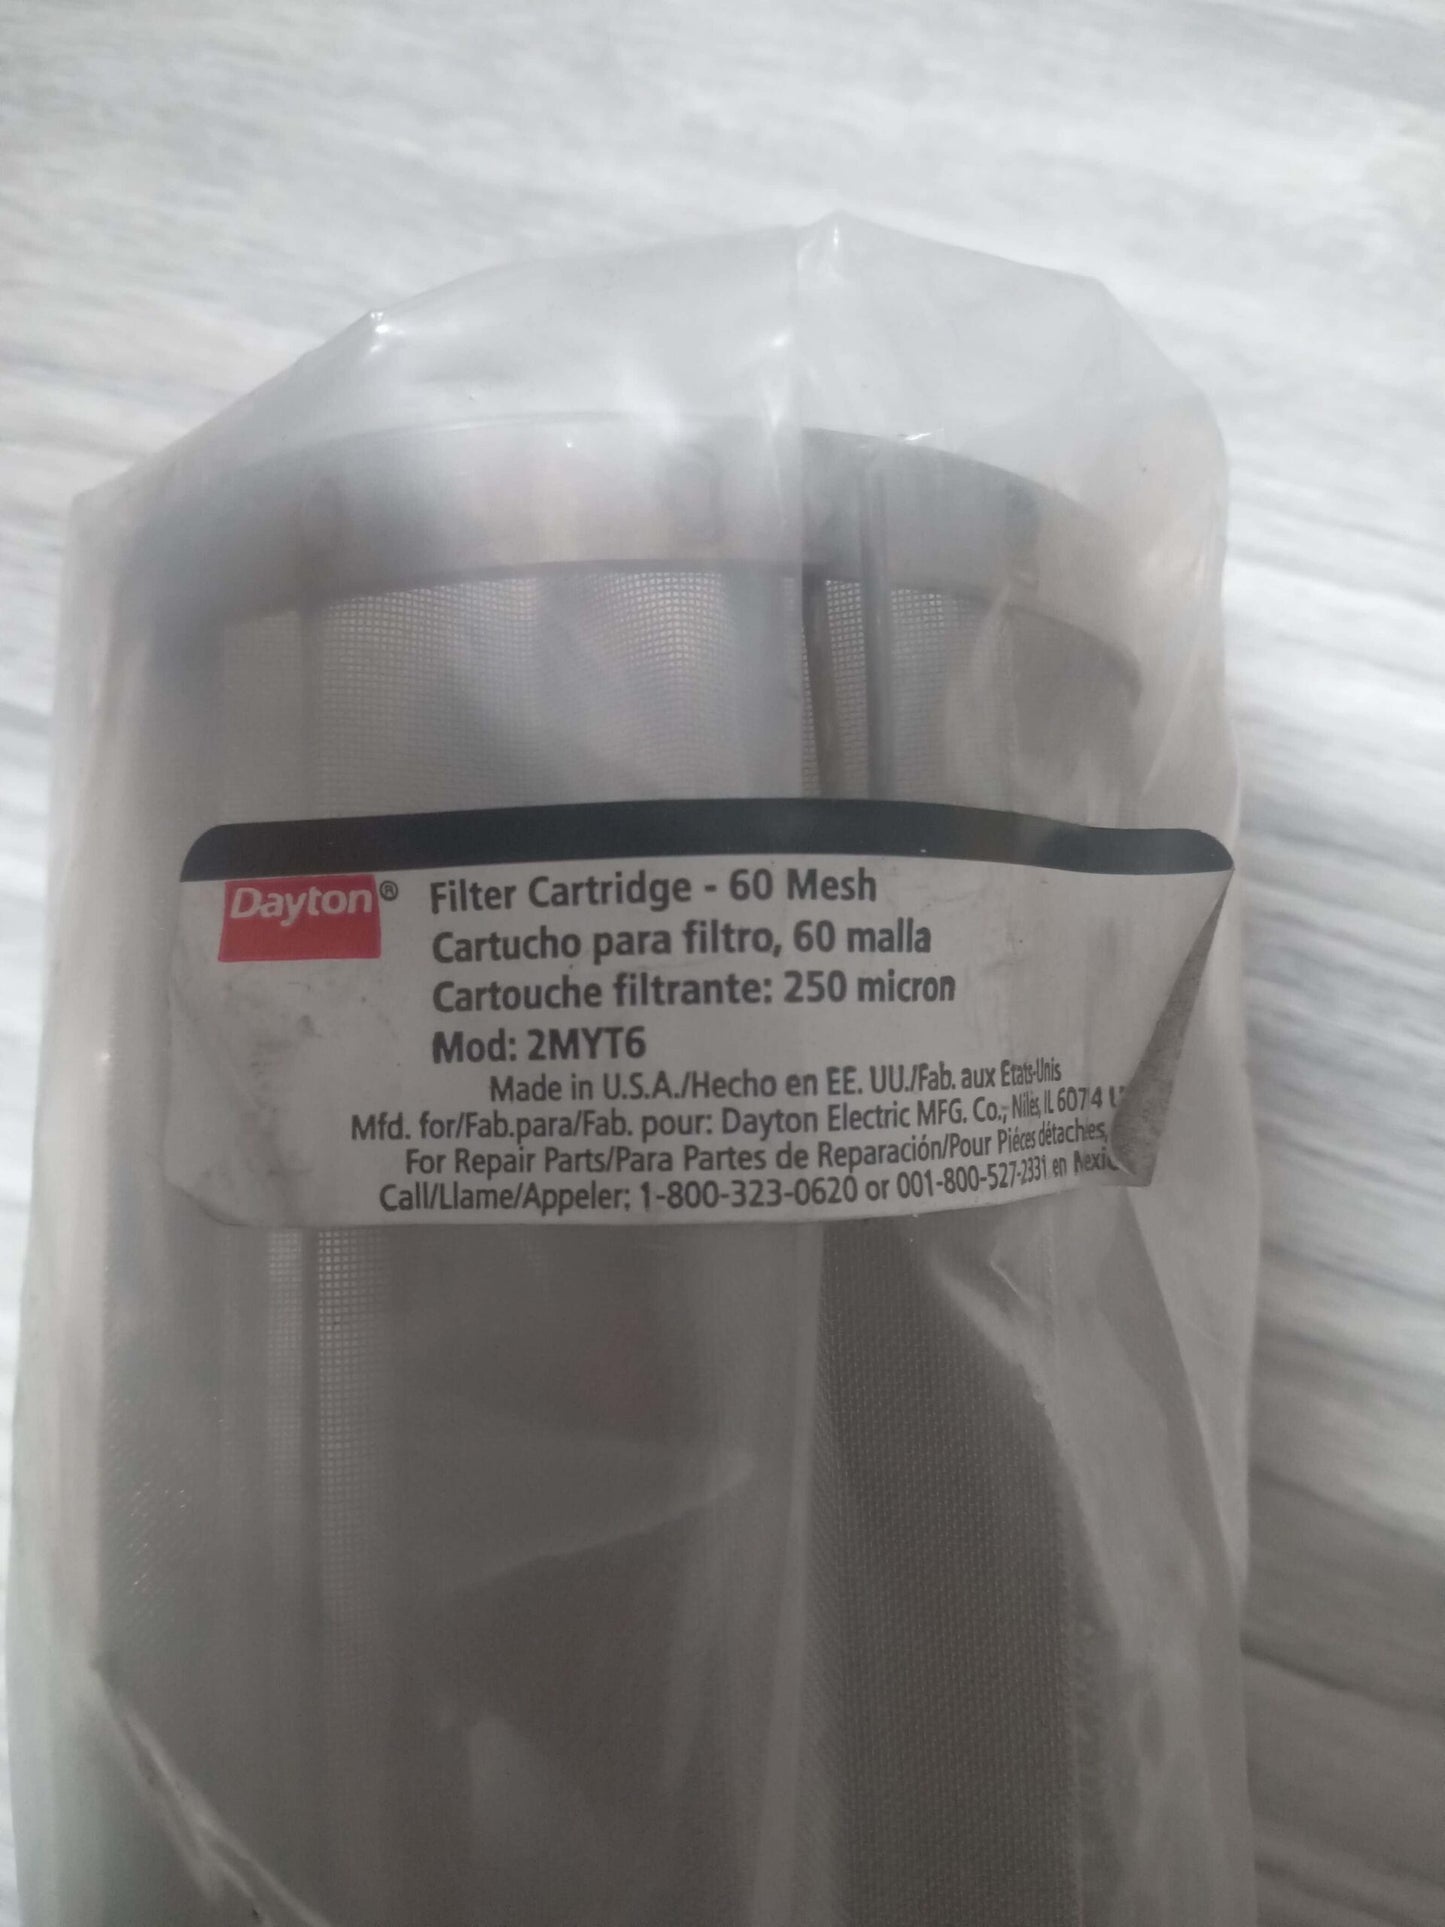 Dayton® Filter Cartridge - 60 Mesh
Cartucho para filtro, 60 malla
Cartouche filtrante: 250 micron
Mod: 2MYT6
Made in U.S.A./Hecho en EE. UU./Fab. aux Etats-Unis
Mfd. for/Fab.para/Fab. pour: Dayton Electric MFG. Co., Niles, IL 60714
For Repair Parts/Para Partes de Reparación/Pour Piéces détachées,
Call/Llame/Appeler: 1-800-323-0620 or 001-800-527-2331 en